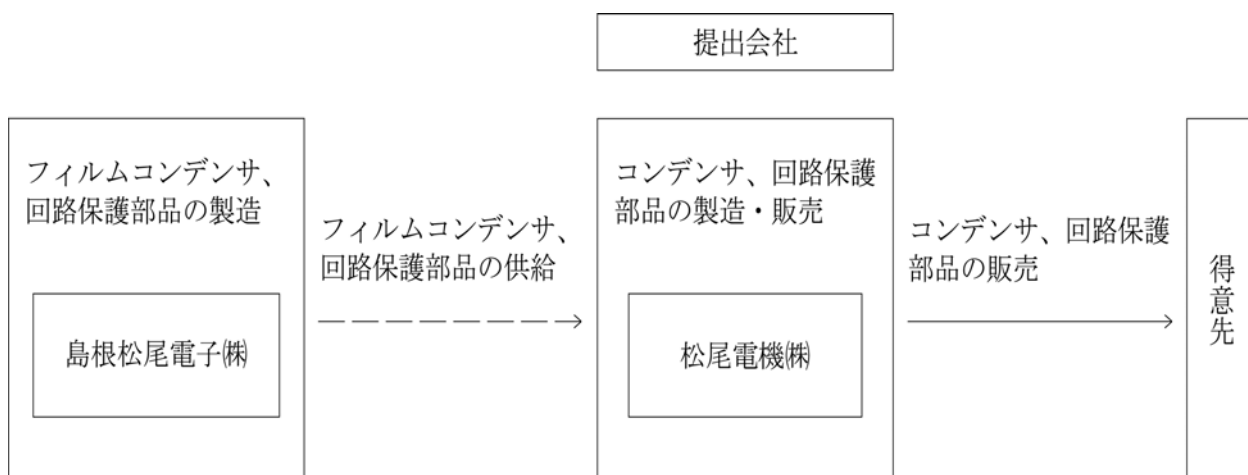 提出会社
フィルムコンデンサ、
回路保護部品の製造
島根松尾電子㈱
フィルムコンデンサ、
回路保護部品の供給
コンデンサ、回路保護
部品の製造・販売
松尾電機㈱
コンデンサ、回路保護
部品の販売
得意先